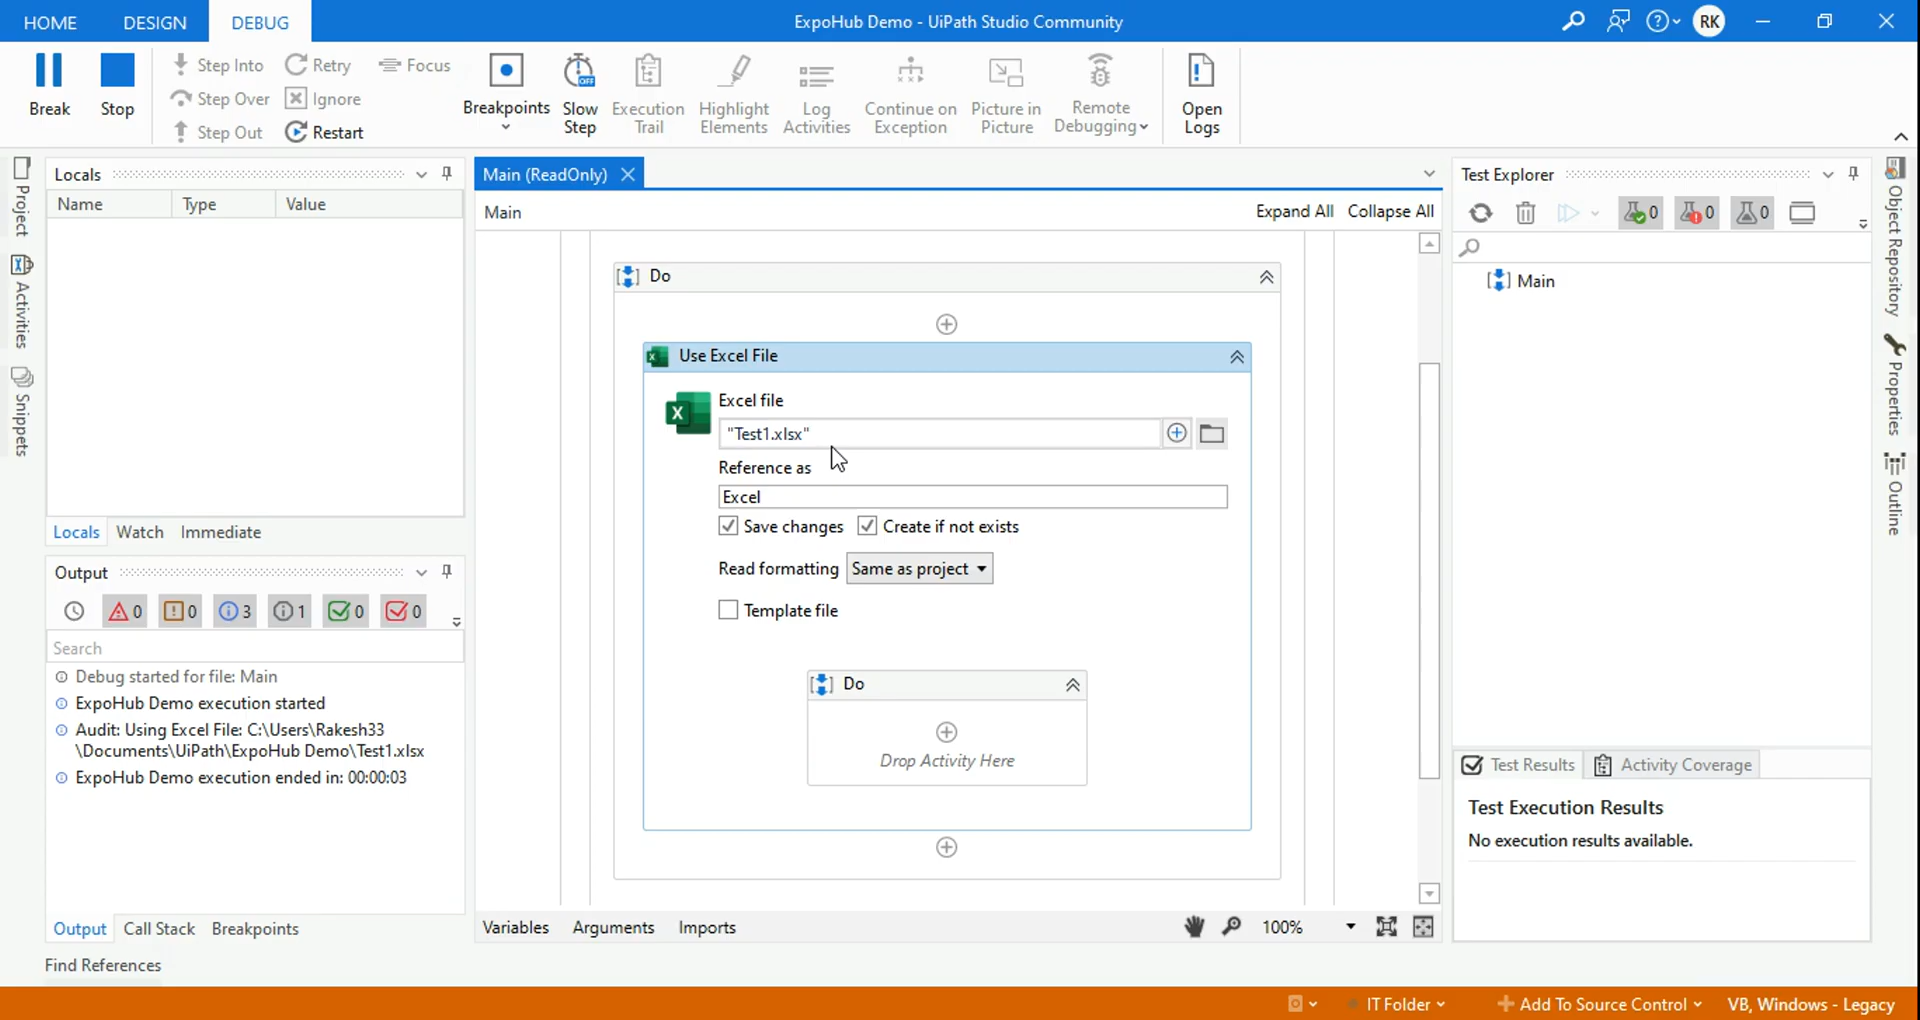 HOME DESIGN DEBUG ExpoHub Demo - UiPath Studio Community RK
Break
Stop
Step Into
Step Over
Step Out
Retry
Ignore
Restart
Focus
Breakpoints
Slow
Step
OFF
Execution
Trail
Highlight
Elements
Log
Activities
Continue on
Exception
Picture in
Picture
Remote
Debugging
Open
Logs
Project
Activities
Snippets
Locals
Name Type Value
Locals Watch Immediate
Output
0 0 3 1 0 0
Search
Debug started for file: Main
ExpoHub Demo execution started
Audit: Using Excel File: C:\Users\Rakesh33
\Documents\UiPath\ExpoHub Demo\Test1.xlsx
ExpoHub Demo execution ended in: 00:00:03
Output Call Stack Breakpoints
Find References
Main (ReadOnly)
Main Expand All Collapse All
Do
Use Excel File
Excel file
X
"Test1.xlsx"
Reference as
Excel
Save changes Create if not exists
Read formatting Same as project
Template file
Do
Drop Activity Here
Variables Arguments Imports 100%
Test Explorer
0 0 0
Main
Test Results Activity Coverage
Test Execution Results
No execution results available.
Object Repository
Properties
Outline
IT Folder + Add To Source Control VB, Windows - Legacy